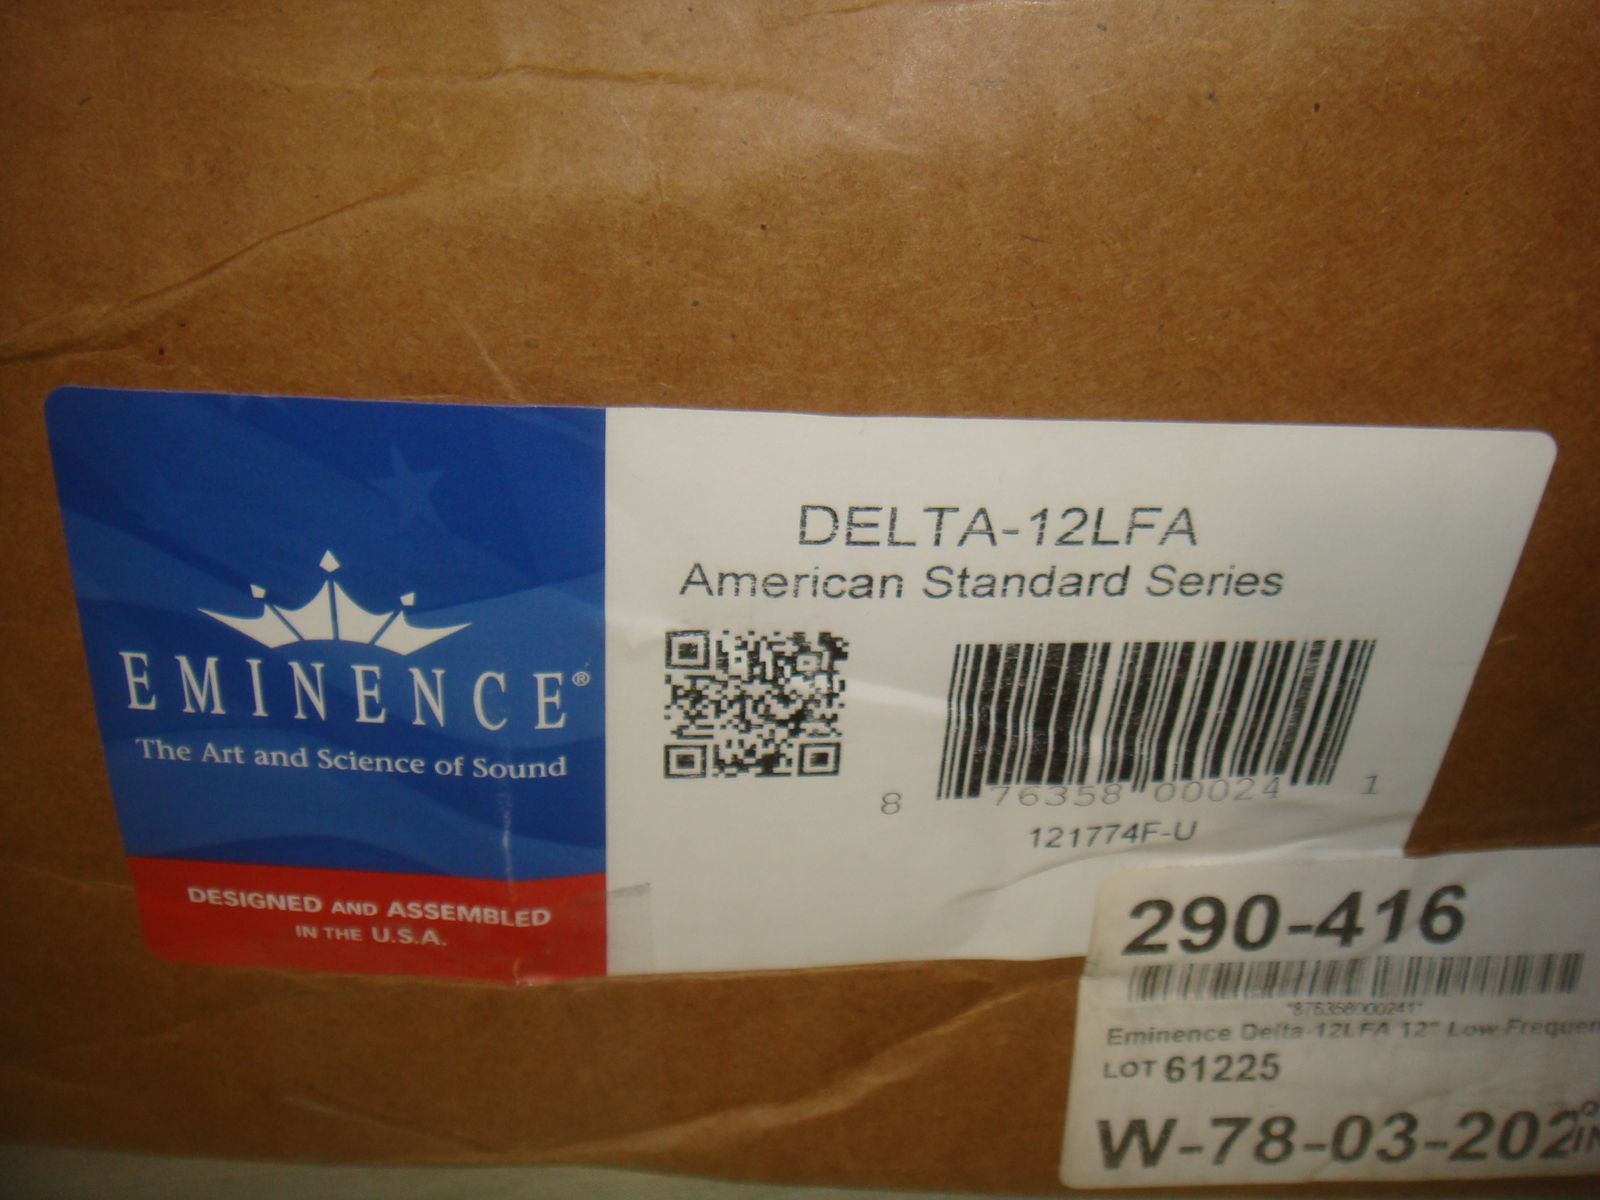 DELTA-12LFA
American Standard Series
EMINENCE®
The Art and Science of Sound
8 76358 00024 1
121774F-U
DESIGNED AND ASSEMBLED
IN THE U.S.A.
290-416
*876358000241*
Eminence Delta-12LFA 12" Low Frequen
LOT 61225
W-78-03-202